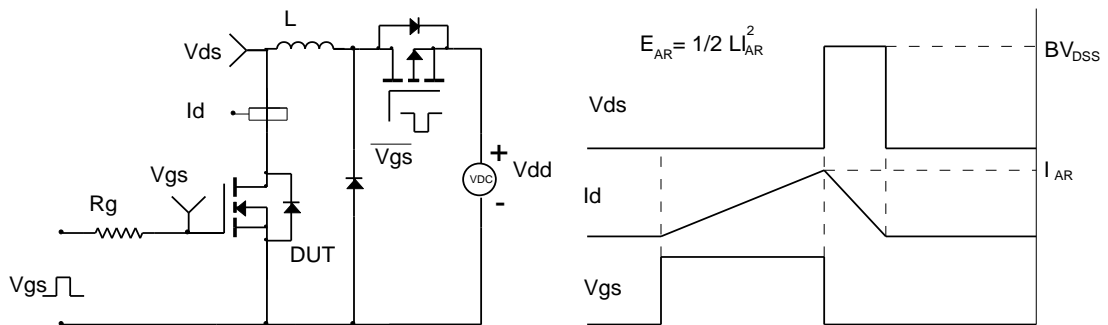 L
Vds
Id
Vgs
Vgs
Rg
DUT
Vgs
+
VDC
-
Vdd
E_AR= 1/2 LI_AR^2
BV_DSS
Vds
I_AR
Id
Vgs